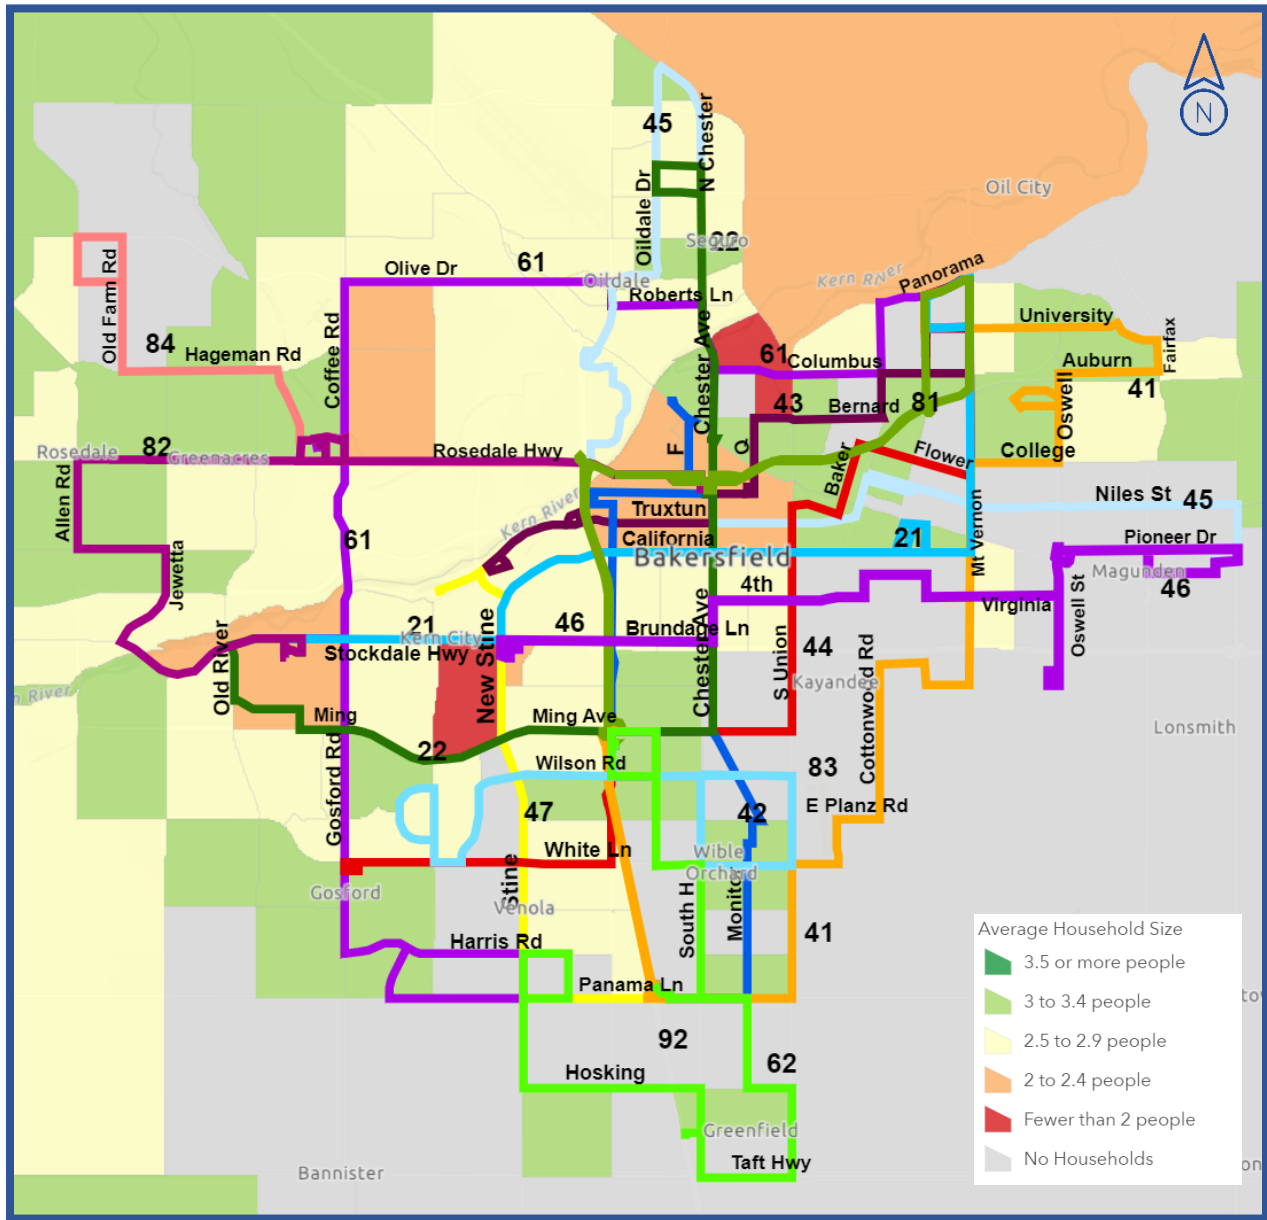 N
45
N Chester
Oildale Dr
Oil City
Seguro
22
Kern River
Panorama
Olive Dr
61
Oildale
Roberts Ln
University
Fairfax
Old Farm Rd
84
Hageman Rd
Coffee Rd
Chester Ave
61
Columbus
Auburn
41
43
Bernard
81
Oswell
Rosedale
82
Greenacres
Rosedale Hwy
F
Q
Baker
Flower
College
Allen Rd
Kern River
Truxtun
Niles St
45
61
California
Bakersfield
21
Mt Vernon
Pioneer Dr
Magunden
46
Jewetta
4th
Virginia
Oswell St
Old River
21
Kern City
Stockdale Hwy
New Stine
46
Brundage Ln
Chester Ave
S Union
44
Kayandee
Cottonwood Rd
n River
Ming
Ming Ave
Lonsmith
22
Gosford Rd
Wilson Rd
83
47
42
E Planz Rd
White Ln
Wible
Orchard
Gosford
Stine
Venola
South H
Monitor
41
Harris Rd
Panama Ln
Average Household Size
3.5 or more people
3 to 3.4 people
2.5 to 2.9 people
2 to 2.4 people
Fewer than 2 people
No Households
92
62
Hosking
Greenfield
Taft Hwy
Bannister